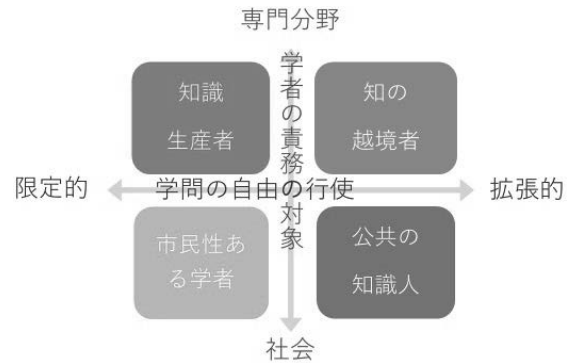 専門分野
学者の責務の対象
知識
生産者
知の
越境者
限定的
学問の自由の行使
拡張的
市民性あ
る学者
公共の
知識人
社会